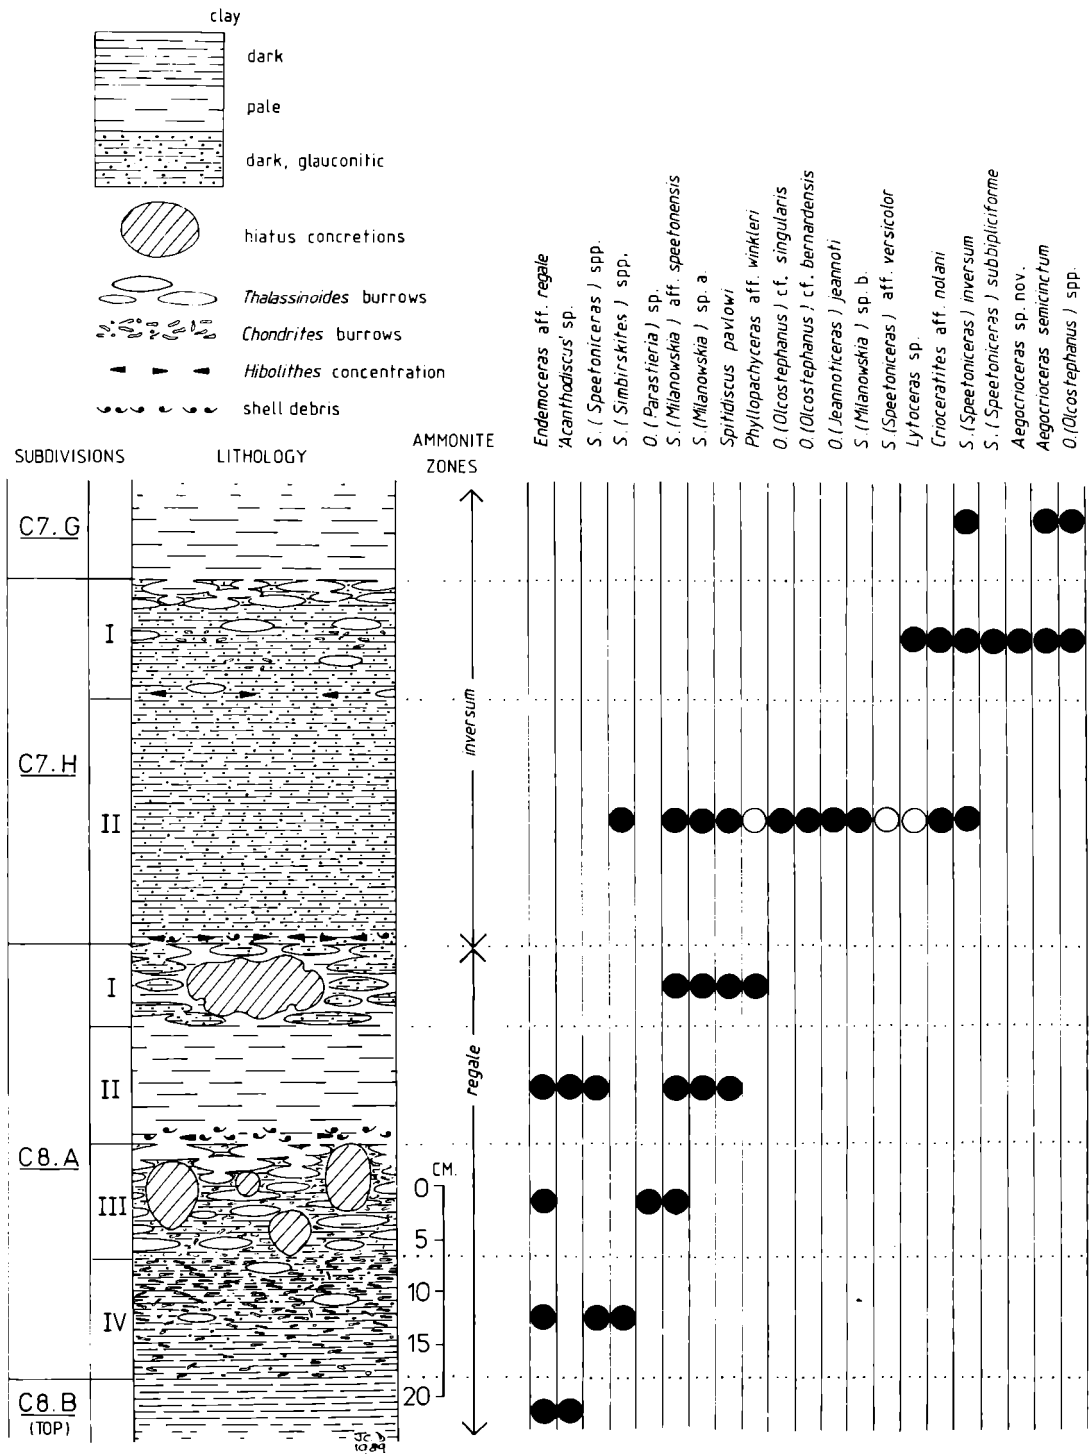 clay
dark
pale
dark, glauconitic
hiatus concretions
Thalassinoides burrows
Chondrites burrows
Hibolithes concentration
shell debris
SUBDIVISIONS
LITHOLOGY
AMMONITE
ZONES
Endemoceras aff. regale
'Acanthodiscus' sp.
S.(Speetoniceras) spp.
S.(Simbirskites) spp.
O.(Parastieria) sp.
S.(Milanowskia) aff. speetonensis
S.(Milanowskia) sp. a.
Spitidiscus pavlowi
Phyllopachyceras aff. winkleri
O.(Olcostephanus) cf. singularis
O.(Olcostephanus) cf. bernardensis
O.(Jeannoticeras) jeannoti
S.(Milanowskia) sp. b.
S.(Speetoniceras) aff. versicolor
Lytoceras sp.
Crioceratites aff. nolani
S.(Speetoniceras) inversum
S.(Speetoniceras) subbipliciforme
Aegocrioceras sp. nov.
Aegocrioceras semicinctum
O.(Olcostephanus) spp.
C7.G
C7.H
I
II
inversum
C8.A
I
II
III
IV
regale
CM.
0
5
10
15
20
C8.B
(TOP)
10.89